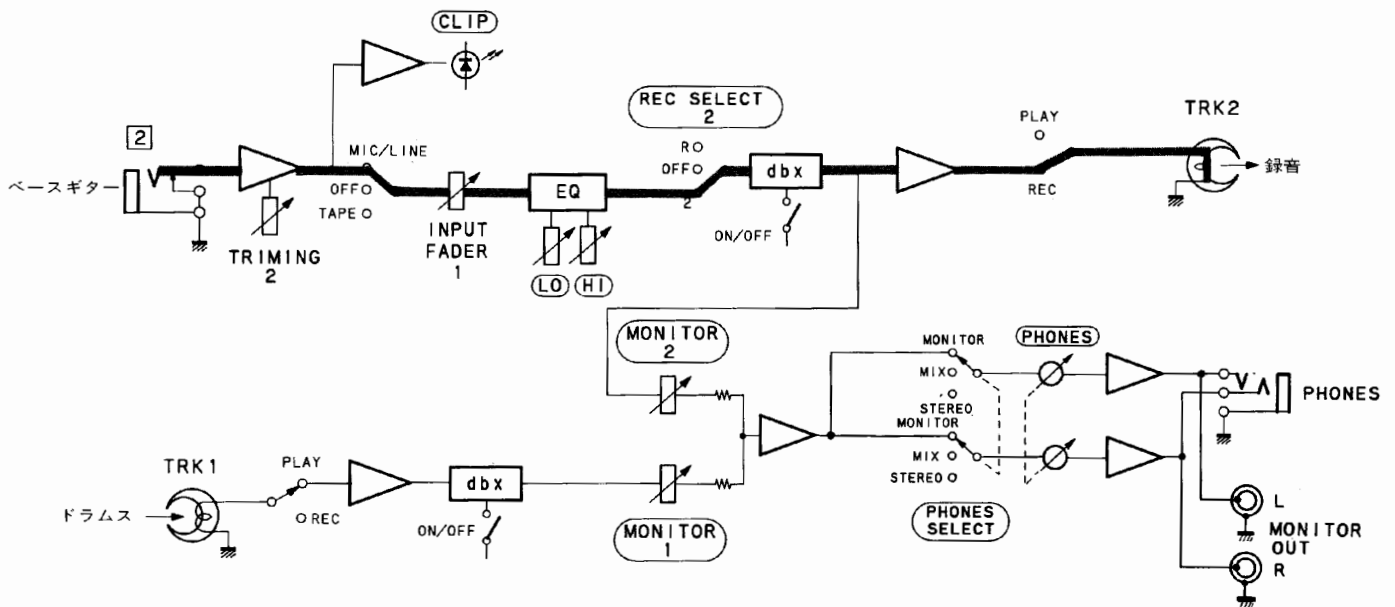 CLIP
REC SELECT
2
TRK2
PLAY
2
MIC/LINE
R
録音
ベースギター
OFF
OFF
dbx
EQ
REC
TAPE
2
INPUT
FADER
1
ON/OFF
TRIMING
2
LO
HI
MONITOR
2
MONITOR
PHONES
MIX
PHONES
STEREO
MONITOR
TRK1
PLAY
MIX
dbx
STEREO
ドラムス
REC
L
ON/OFF
MONITOR
1
PHONES
SELECT
MONITOR
OUT
R